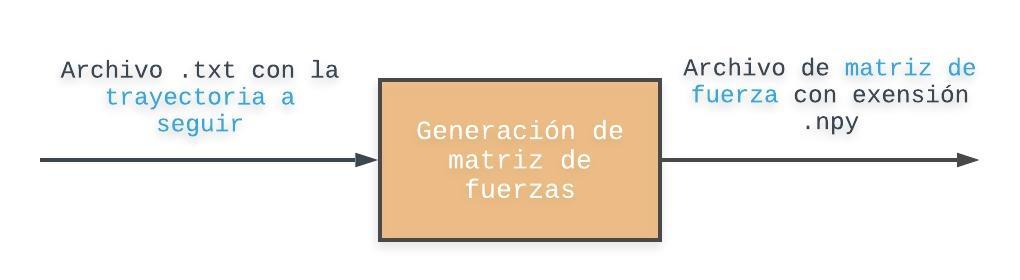 Archivo .txt con la
trayectoria a
seguir
Generación de
matriz de
fuerzas
Archivo de matriz de
fuerza con exensión
.npy